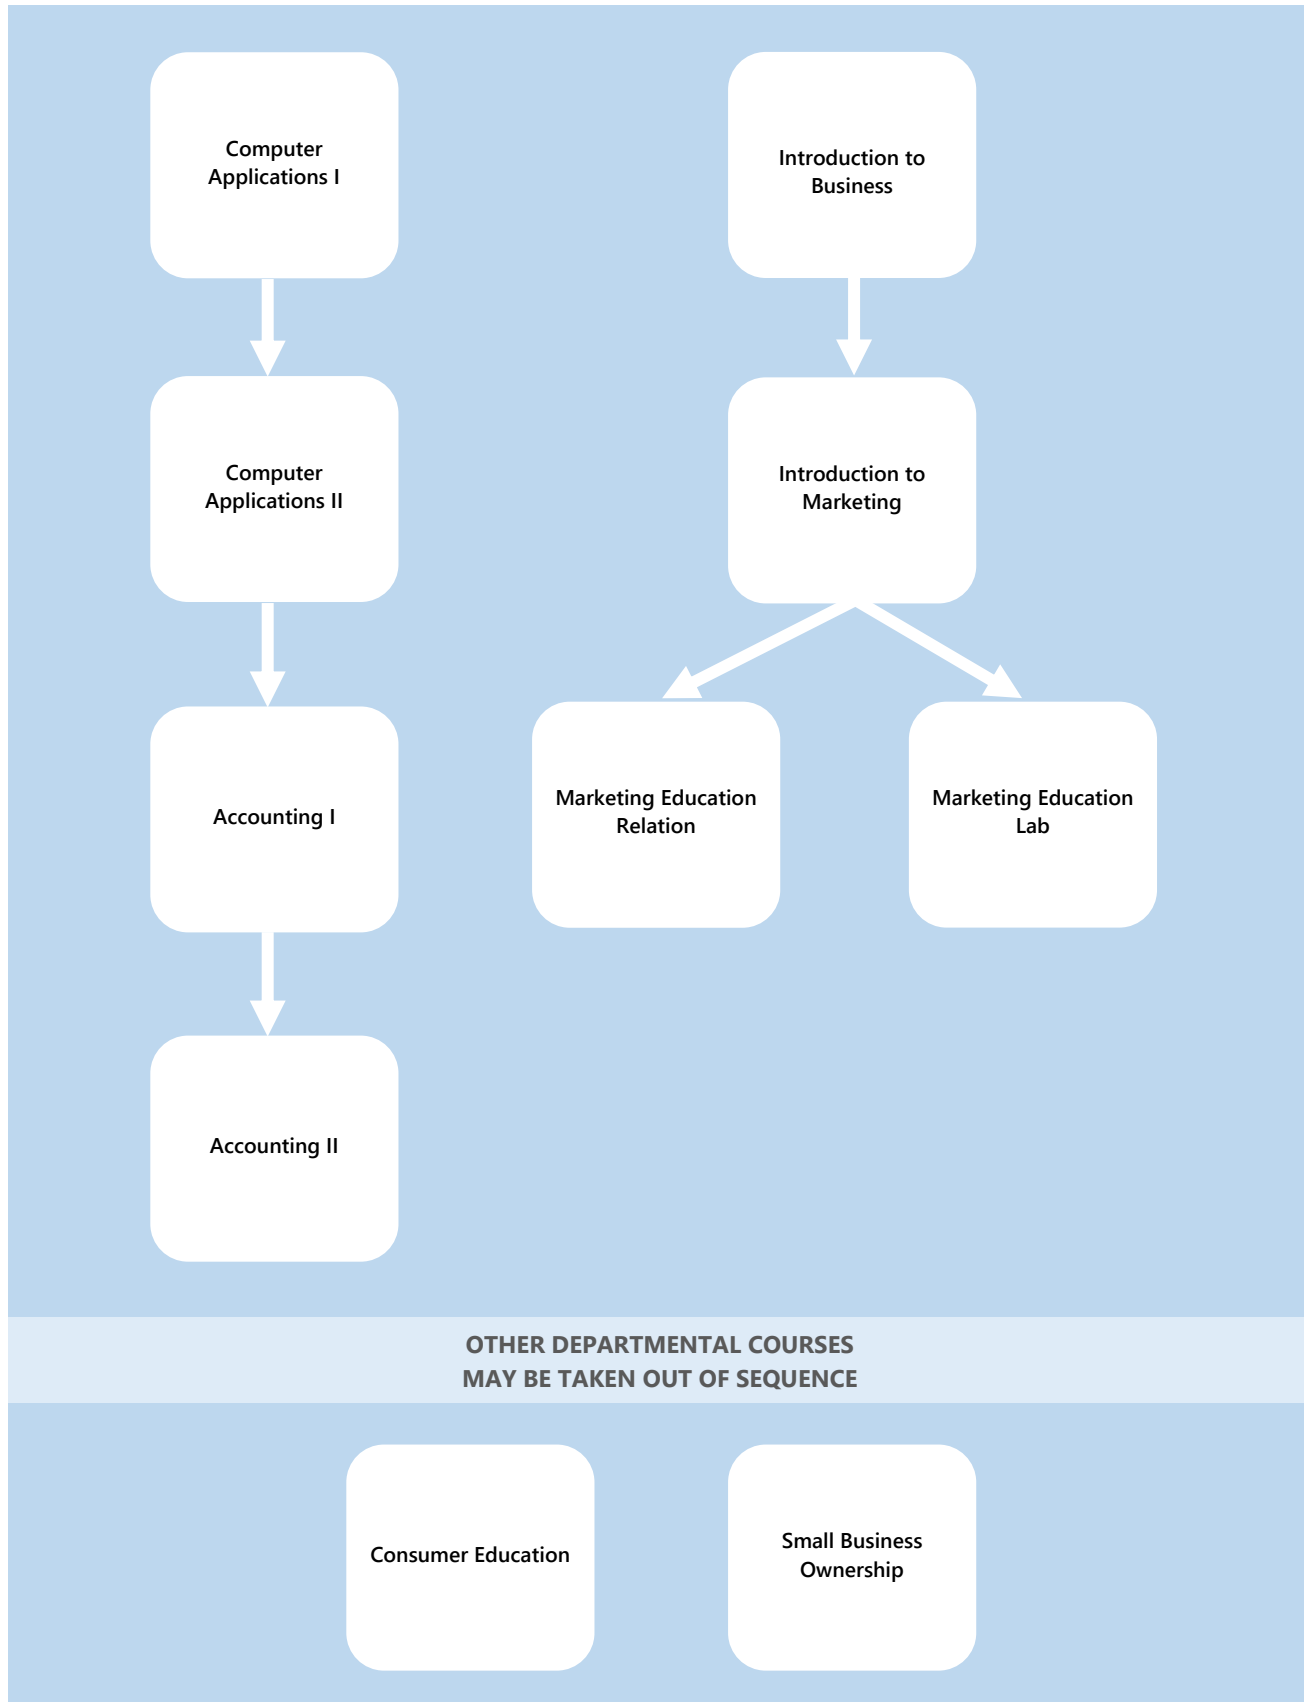 Computer
Applications I
Introduction to
Business
Computer
Applications II
Introduction to
Marketing
Accounting I
Marketing Education
Relation
Marketing Education
Lab
Accounting II
OTHER DEPARTMENTAL COURSES
MAY BE TAKEN OUT OF SEQUENCE
Consumer Education
Small Business
Ownership